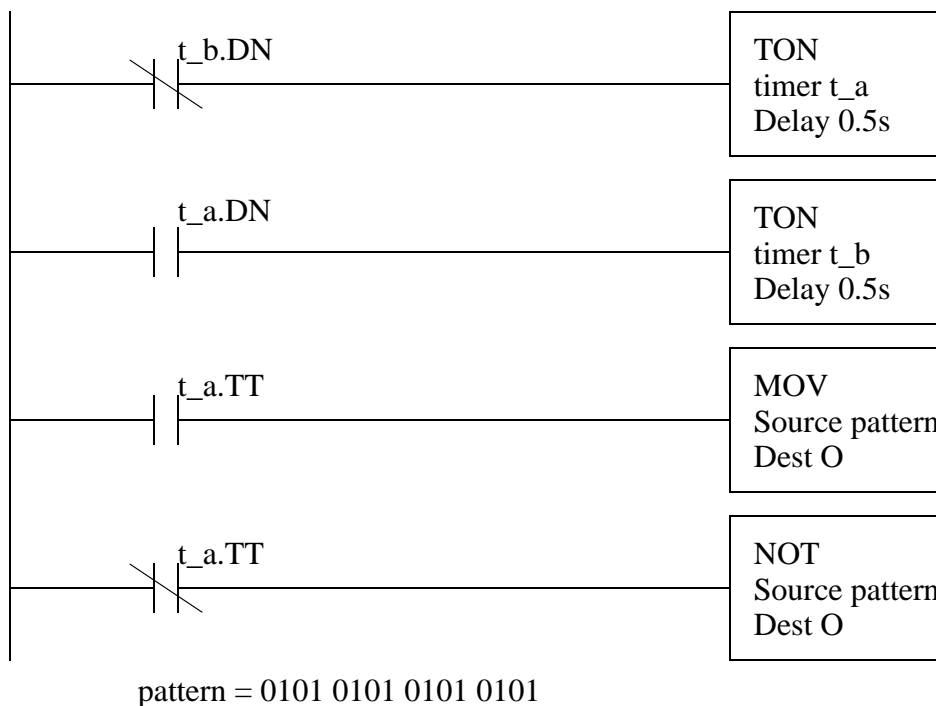 t_b.DN
TON
timer t_a
Delay 0.5s
t_a.DN
TON
timer t_b
Delay 0.5s
t_a.TT
MOV
Source pattern
Dest O
t_a.TT
NOT
Source pattern
Dest O
pattern = 0101 0101 0101 0101